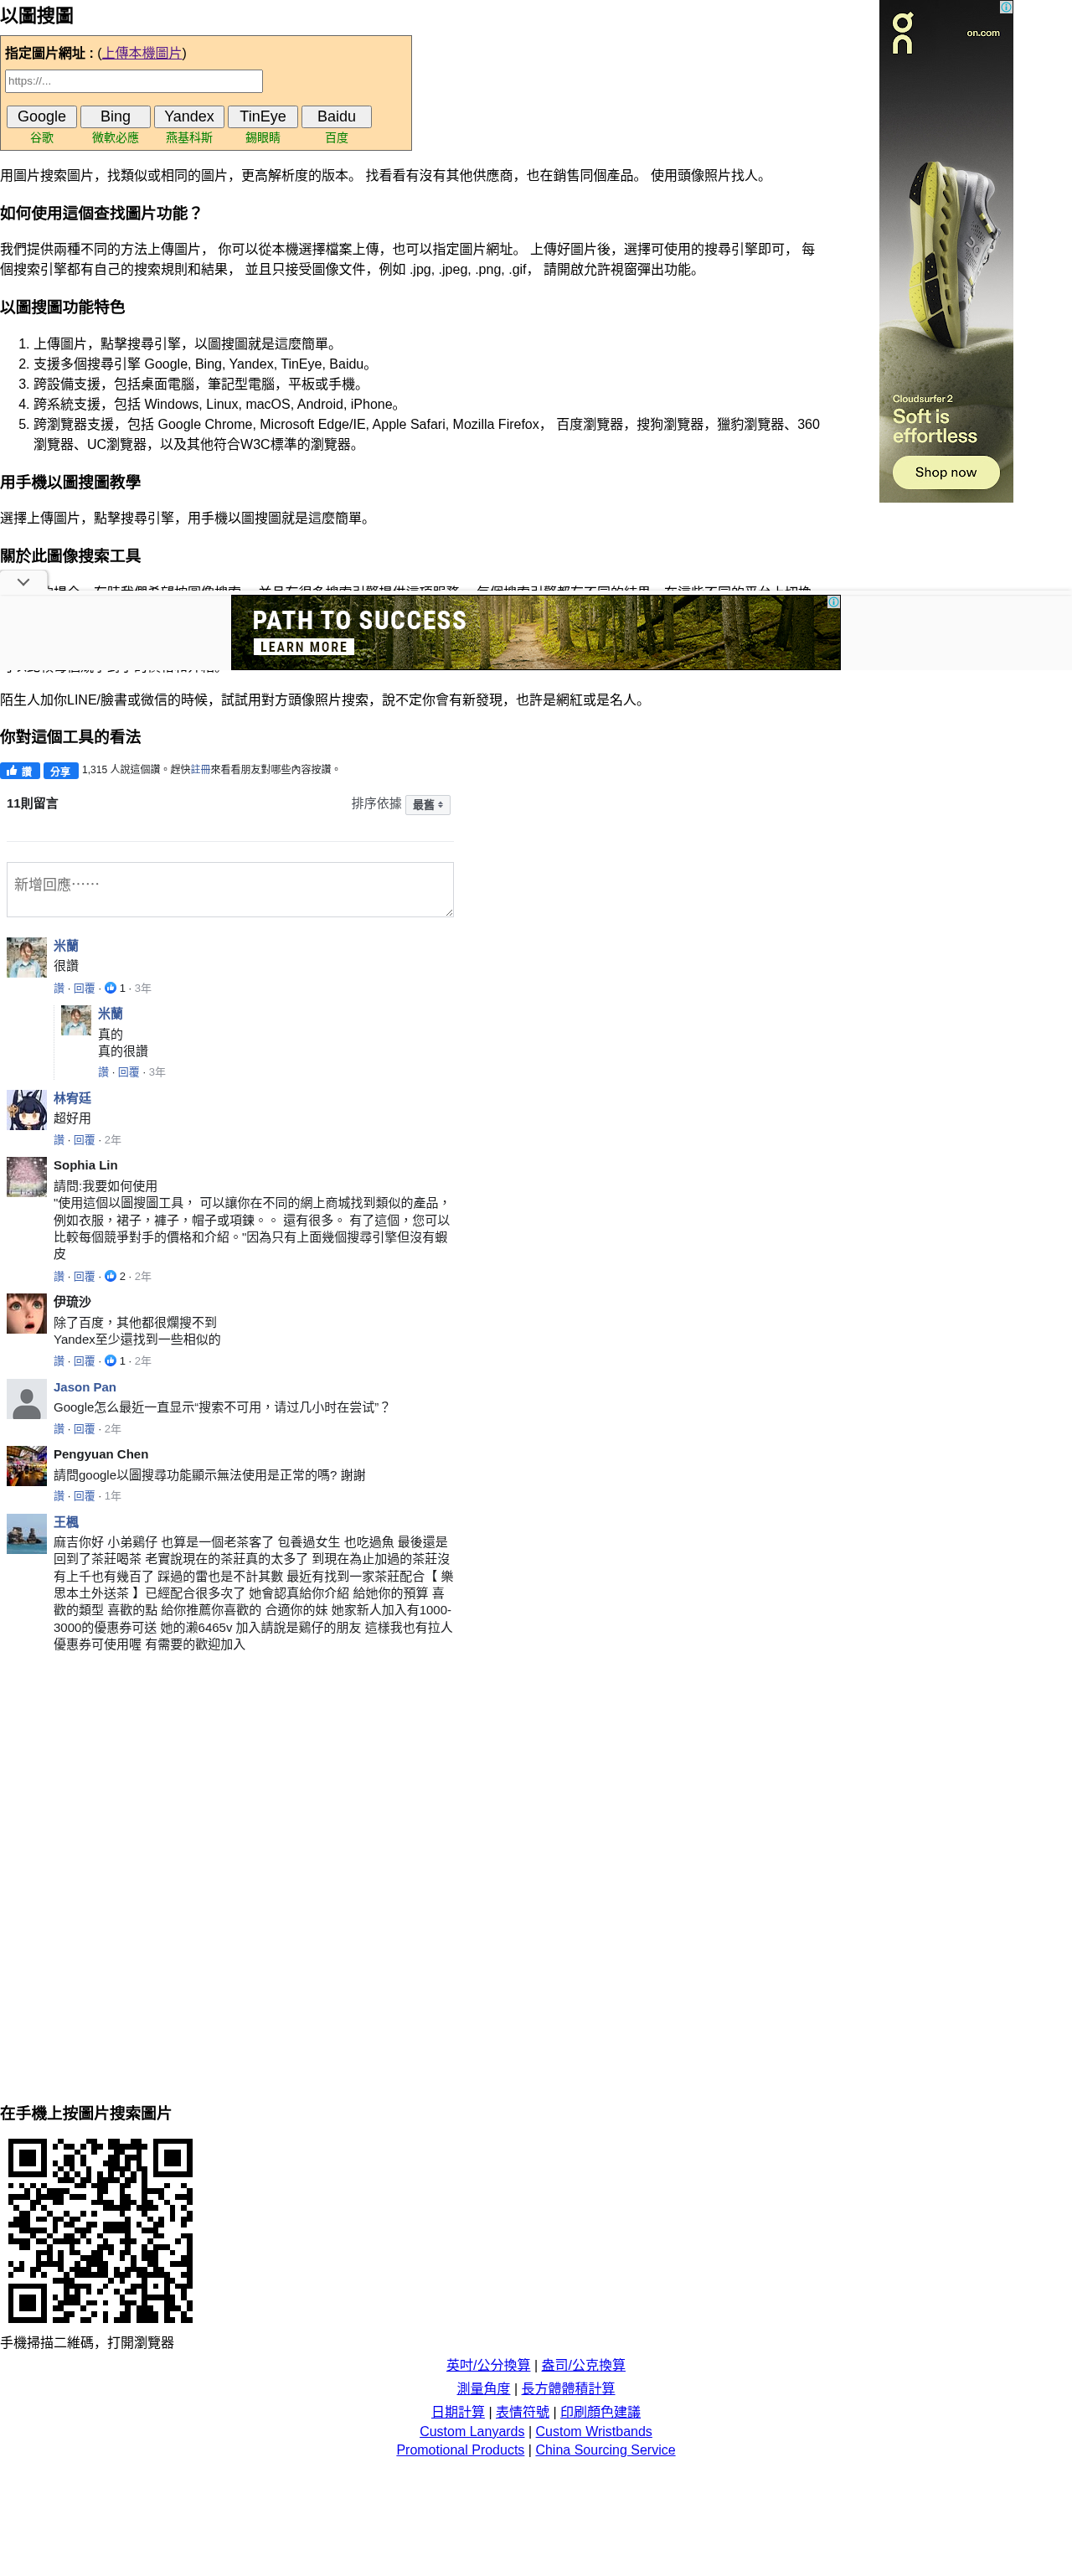 以圖搜圖
指定圖片網址 : (上傳本機圖片)
https://...
Google Bing Yandex TinEye Baidu
谷歌 微軟必應 燕基科斯 錫眼睛 百度
用圖片搜索圖片，找類似或相同的圖片，更高解析度的版本。 找看看有沒有其他供應商，也在銷售同個產品。 使用頭像照片找人。
如何使用這個查找圖片功能？
我們提供兩種不同的方法上傳圖片， 你可以從本機選擇檔案上傳，也可以指定圖片網址。 上傳好圖片後，選擇可使用的搜尋引擎即可， 每
個搜索引擎都有自己的搜索規則和結果， 並且只接受圖像文件，例如 .jpg, .jpeg, .png, .gif， 請開啟允許視窗彈出功能。
以圖搜圖功能特色
1. 上傳圖片，點擊搜尋引擎，以圖搜圖就是這麼簡單。
2. 支援多個搜尋引擎 Google, Bing, Yandex, TinEye, Baidu。
3. 跨設備支援，包括桌面電腦，筆記型電腦，平板或手機。
4. 跨系統支援，包括 Windows, Linux, macOS, Android, iPhone。
5. 跨瀏覽器支援，包括 Google Chrome, Microsoft Edge/IE, Apple Safari, Mozilla Firefox， 百度瀏覽器，搜狗瀏覽器，獵豹瀏覽器、360
瀏覽器、UC瀏覽器，以及其他符合W3C標準的瀏覽器。
用手機以圖搜圖教學
選擇上傳圖片，點擊搜尋引擎，用手機以圖搜圖就是這麼簡單。
關於此圖像搜索工具
on.com
Cloudsurfer 2
Soft is
effortless
Shop now
PATH TO SUCCESS
LEARN MORE
陌生人加你LINE/臉書或微信的時候，試試用對方頭像照片搜索，說不定你會有新發現，也許是網紅或是名人。
你對這個工具的看法
讚 分享 1,315 人說這個讚。趕快註冊來看看朋友對哪些內容按讚。
11則留言 排序依據 最舊
新增回應⋯⋯
米蘭
很讚
讚 · 回覆 · 1 · 3年
米蘭
真的
真的很讚
讚 · 回覆 · 3年
林宥廷
超好用
讚 · 回覆 · 2年
Sophia Lin
請問:我要如何使用
"使用這個以圖搜圖工具， 可以讓你在不同的網上商城找到類似的產品，
例如衣服，裙子，褲子，帽子或項鍊。。 還有很多。 有了這個，您可以
比較每個競爭對手的價格和介紹。"因為只有上面幾個搜尋引擎但沒有蝦
皮
讚 · 回覆 · 2 · 2年
伊琉沙
除了百度，其他都很爛搜不到
Yandex至少還找到一些相似的
讚 · 回覆 · 1 · 2年
Jason Pan
Google怎么最近一直显示“搜索不可用，请过几小时在尝试”？
讚 · 回覆 · 2年
Pengyuan Chen
請問google以圖搜尋功能顯示無法使用是正常的嗎? 謝謝
讚 · 回覆 · 1年
王楓
麻吉你好 小弟鷄仔 也算是一個老茶客了 包養過女生 也吃過魚 最後還是
回到了茶莊喝茶 老實說現在的茶莊真的太多了 到現在為止加過的茶莊沒
有上千也有幾百了 踩過的雷也是不計其數 最近有找到一家茶莊配合【 樂
思本土外送茶 】已經配合很多次了 她會認真給你介紹 給她你的預算 喜
歡的類型 喜歡的點 給你推薦你喜歡的 合適你的妹 她家新人加入有1000-
3000的優惠券可送 她的瀨6465v 加入請說是鷄仔的朋友 這樣我也有拉人
優惠券可使用喔 有需要的歡迎加入
在手機上按圖片搜索圖片
手機掃描二維碼，打開瀏覽器
英吋/公分換算 | 盎司/公克換算
測量角度 | 長方體體積計算
日期計算 | 表情符號 | 印刷顏色建議
Custom Lanyards | Custom Wristbands
Promotional Products | China Sourcing Service